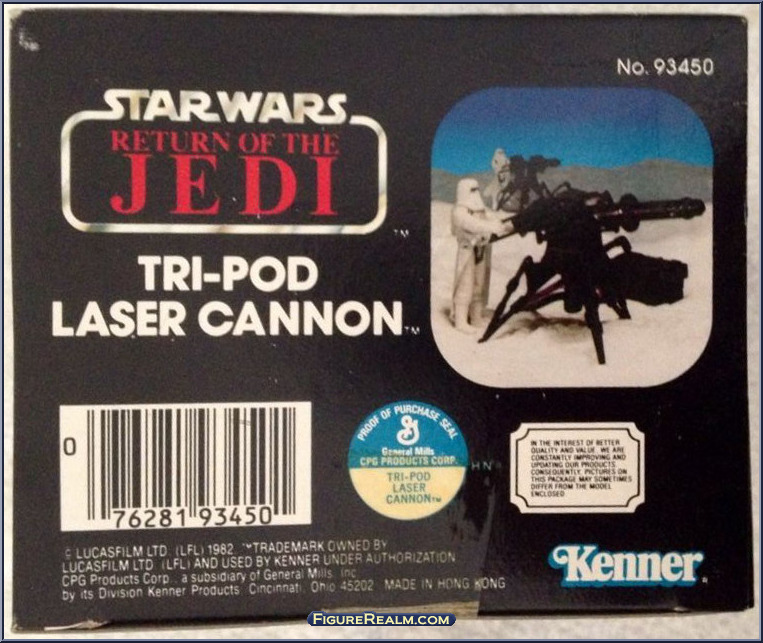 No. 93450
STAR WARS
RETURN OF THE
JEDI
TM
TRI-POD
LASER CANNON TM
0
76281 93450
PROOF OF PURCHASE SEAL
General Mills
CPG PRODUCTS CORP.
TRI-POD
LASER
CANNON TM
H N
IN THE INTEREST OF BETTER
QUALITY AND VALUE, WE ARE
CONSTANTLY IMPROVING AND
UPDATING OUR PRODUCTS.
CONSEQUENTLY, PICTURES ON
THIS PACKAGE MAY SOMETIMES
DIFFER FROM THE MODEL
ENCLOSED.
© LUCASFILM LTD. (LFL) 1982. ™TRADEMARK OWNED BY
LUCASFILM LTD. (LFL) AND USED BY KENNER UNDER AUTHORIZATION
CPG Products Corp., a subsidiary of General Mills, Inc.
by its Division Kenner Products, Cincinnati, Ohio 45202 MADE IN HONG KONG
Kenner
FIGUREREALM.COM